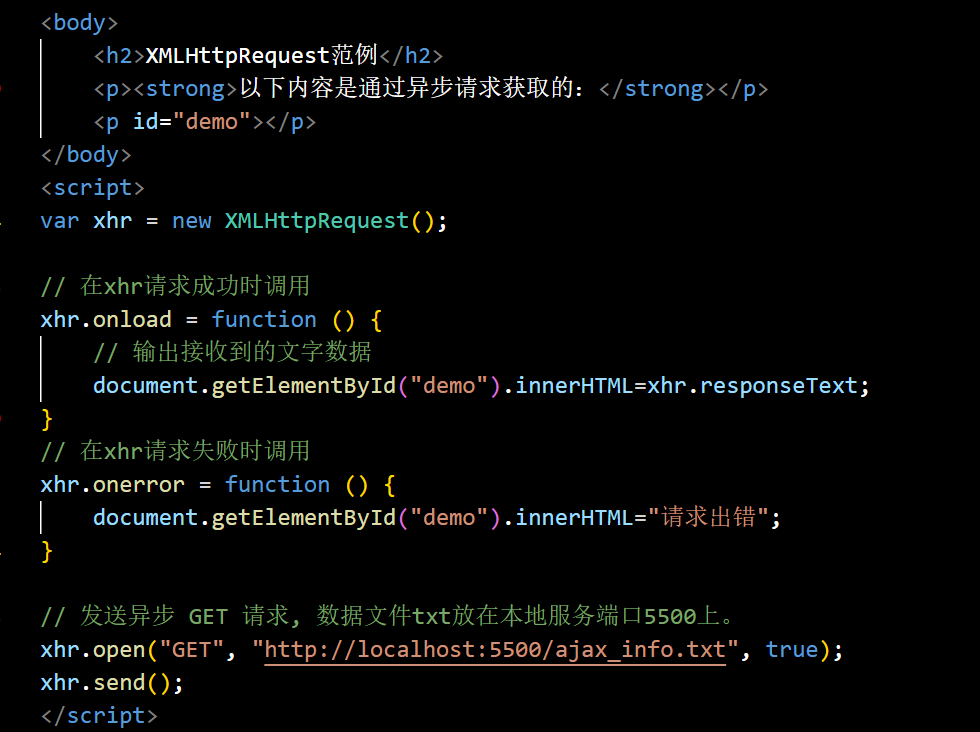 <body>
<h2>XMLHttpRequest范例</h2>
<p><strong>以下内容是通过异步请求获取的：</strong></p>
<p id="demo"></p>
</body>
<script>
var xhr = new XMLHttpRequest();
// 在xhr请求成功时调用
xhr.onload = function () {
// 输出接收到的文字数据
document.getElementById("demo").innerHTML=xhr.responseText;
}
// 在xhr请求失败时调用
xhr.onerror = function () {
document.getElementById("demo").innerHTML="请求出错";
}
// 发送异步 GET 请求, 数据文件txt放在本地服务端口5500上。
xhr.open("GET", "http://localhost:5500/ajax_info.txt", true);
xhr.send();
</script>